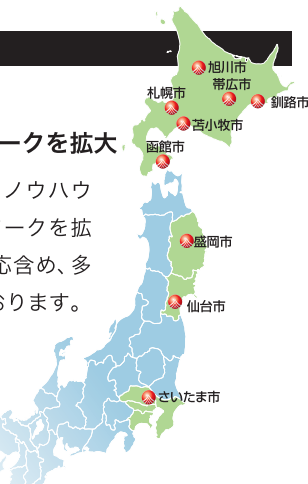 ークを拡大
ノウハウ
ークを拡
応含め、多
おります。
旭川市
帯広市
札幌市
釧路市
苫小牧市
函館市
盛岡市
仙台市
さいたま市